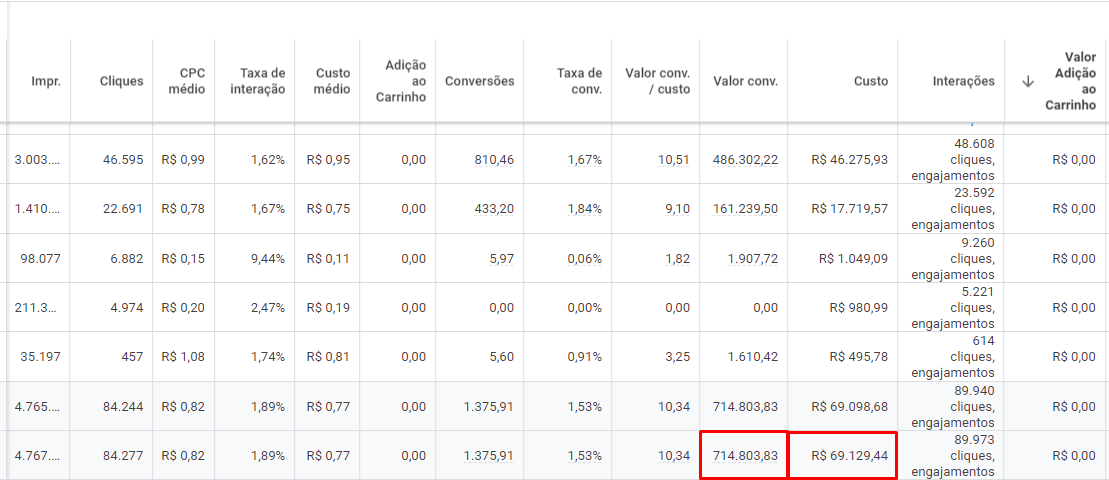 Impr. Cliques CPC médio Taxa de interação Custo médio Adição ao Carrinho Conversões Taxa de conv. Valor conv. / custo Valor conv. Custo Interações ↓ Valor Adição ao Carrinho
3.003.... 46.595 R$ 0,99 1,62% R$ 0,95 0,00 810,46 1,67% 10,51 486.302,22 R$ 46.275,93 48.608 cliques, engajamentos R$ 0,00
1.410.... 22.691 R$ 0,78 1,67% R$ 0,75 0,00 433,20 1,84% 9,10 161.239,50 R$ 17.719,57 23.592 cliques, engajamentos R$ 0,00
98.077 6.882 R$ 0,15 9,44% R$ 0,11 0,00 5,97 0,06% 1,82 1.907,72 R$ 1.049,09 9.260 cliques, engajamentos R$ 0,00
211.3... 4.974 R$ 0,20 2,47% R$ 0,19 0,00 0,00 0,00% 0,00 0,00 R$ 980,99 5.221 cliques, engajamentos R$ 0,00
35.197 457 R$ 1,08 1,74% R$ 0,81 0,00 5,60 0,91% 3,25 1.610,42 R$ 495,78 614 cliques, engajamentos R$ 0,00
4.765.... 84.244 R$ 0,82 1,89% R$ 0,77 0,00 1.375,91 1,53% 10,34 714.803,83 R$ 69.098,68 89.940 cliques, engajamentos R$ 0,00
4.767.... 84.277 R$ 0,82 1,89% R$ 0,77 0,00 1.375,91 1,53% 10,34 714.803,83 R$ 69.129,44 89.973 cliques, engajamentos R$ 0,00